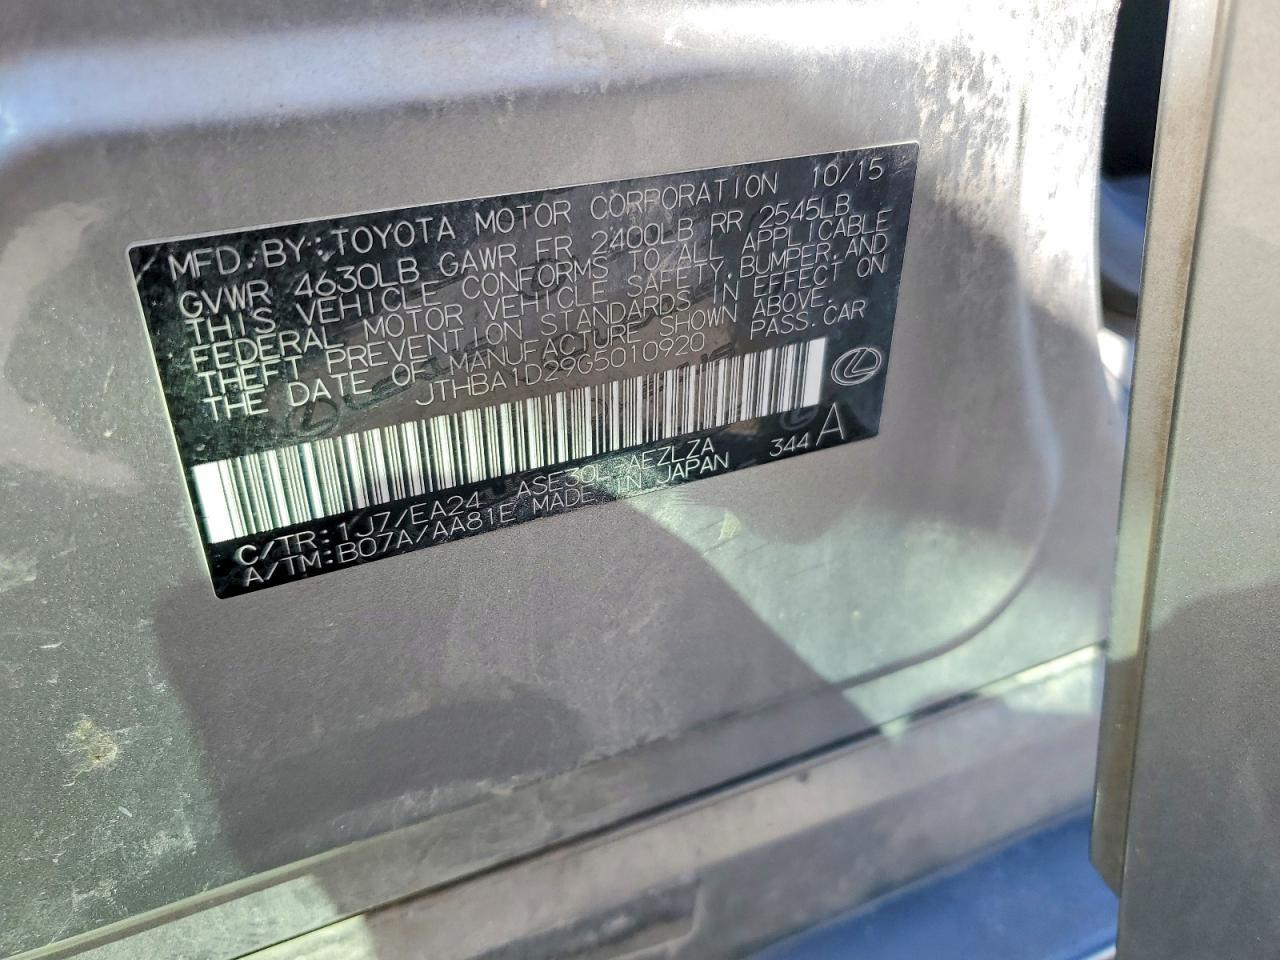 MFD. BY: TOYOTA MOTOR CORPORATION 10/15
GVWR 4630LB GAWR FR 2400LB RR 2545LB
THIS VEHICLE CONFORMS TO ALL APPLICABLE
FEDERAL MOTOR VEHICLE SAFETY, BUMPER, AND
THEFT PREVENTION STANDARDS IN EFFECT ON
THE DATE OF MANUFACTURE SHOWN ABOVE.
JTHBA1D29G5010920 PASS. CAR
C/TR: 1J7/EA24 344 A
A/TM: B07A/AA81E MADE IN JAPAN